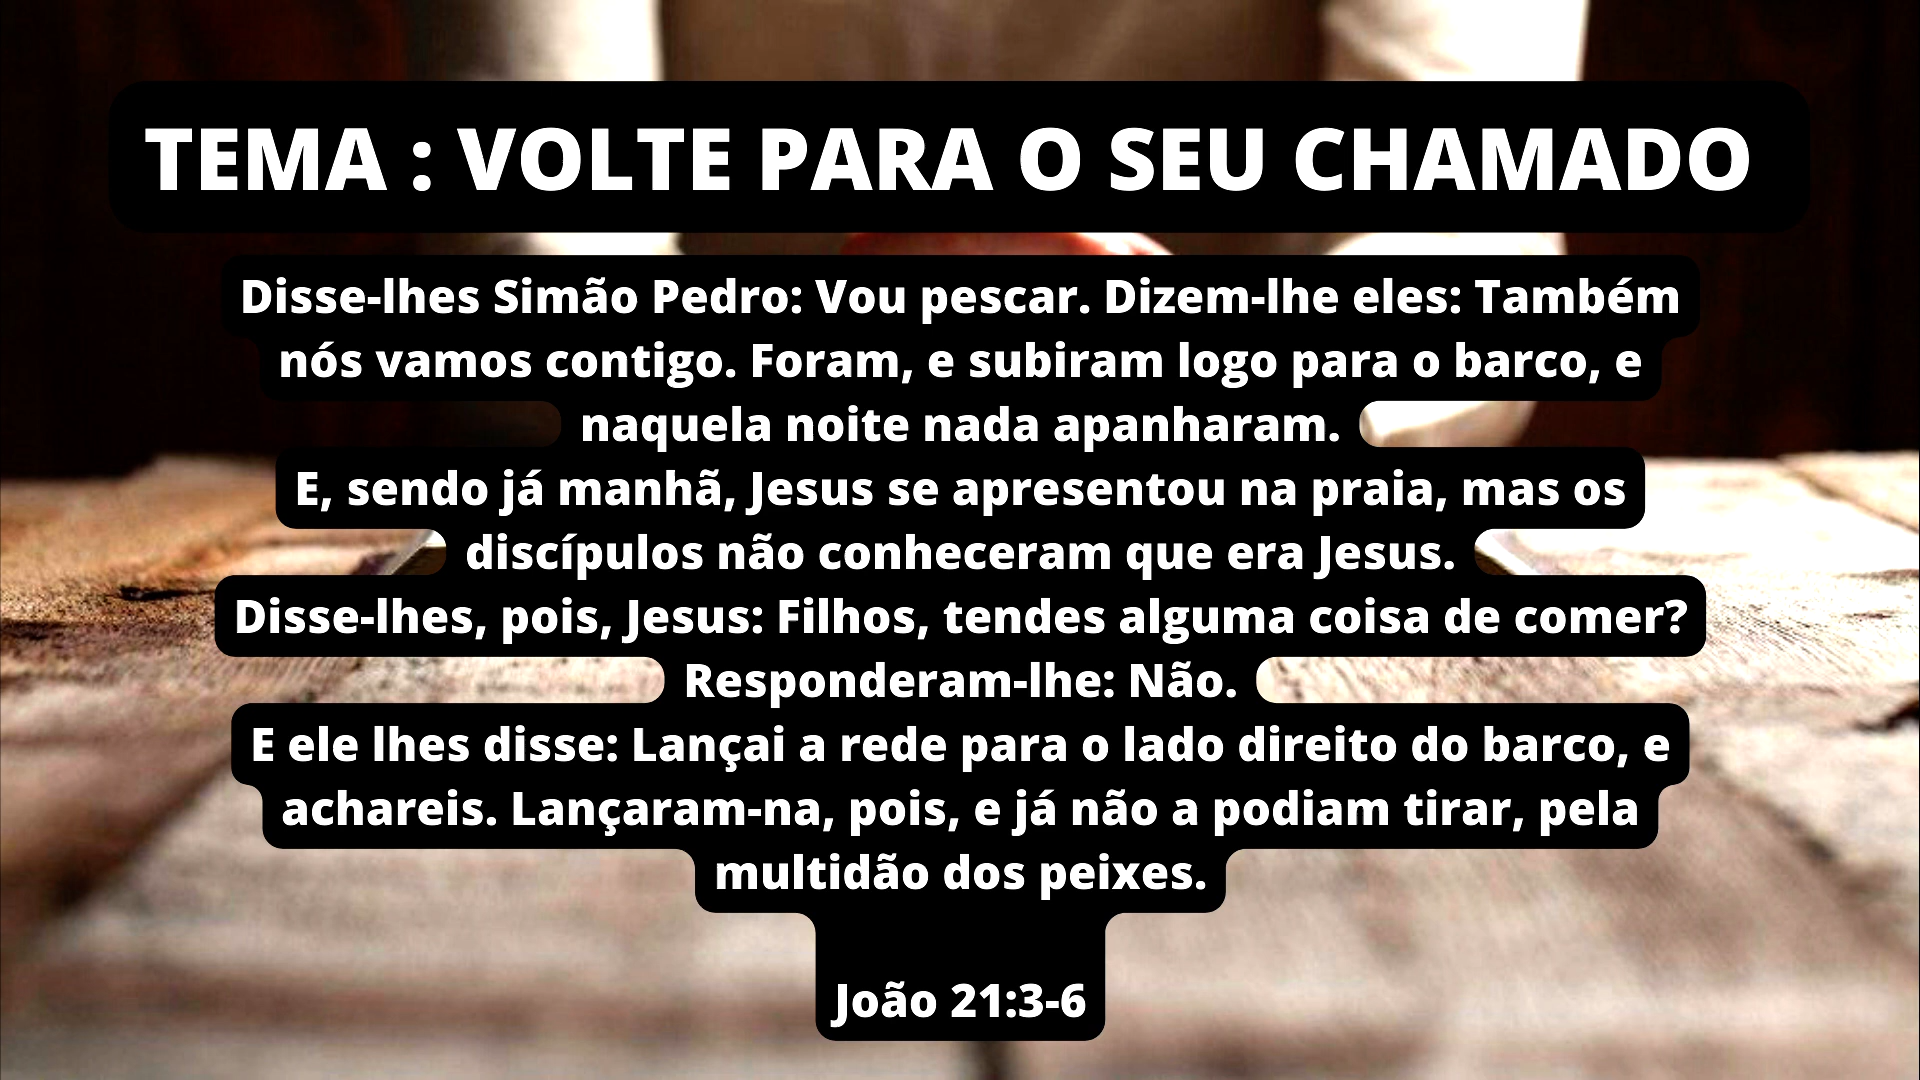 TEMA : VOLTE PARA O SEU CHAMADO
Disse-lhes Simão Pedro: Vou pescar. Dizem-lhe eles: Também
nós vamos contigo. Foram, e subiram logo para o barco, e
naquela noite nada apanharam.
E, sendo já manhã, Jesus se apresentou na praia, mas os
discípulos não conheceram que era Jesus.
Disse-lhes, pois, Jesus: Filhos, tendes alguma coisa de comer?
Responderam-lhe: Não.
E ele lhes disse: Lançai a rede para o lado direito do barco, e
achareis. Lançaram-na, pois, e já não a podiam tirar, pela
multidão dos peixes.
João 21:3-6